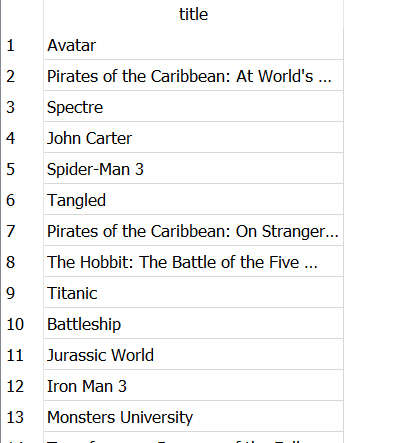 title
1 Avatar
2 Pirates of the Caribbean: At World's ...
3 Spectre
4 John Carter
5 Spider-Man 3
6 Tangled
7 Pirates of the Caribbean: On Stranger...
8 The Hobbit: The Battle of the Five ...
9 Titanic
10 Battleship
11 Jurassic World
12 Iron Man 3
13 Monsters University